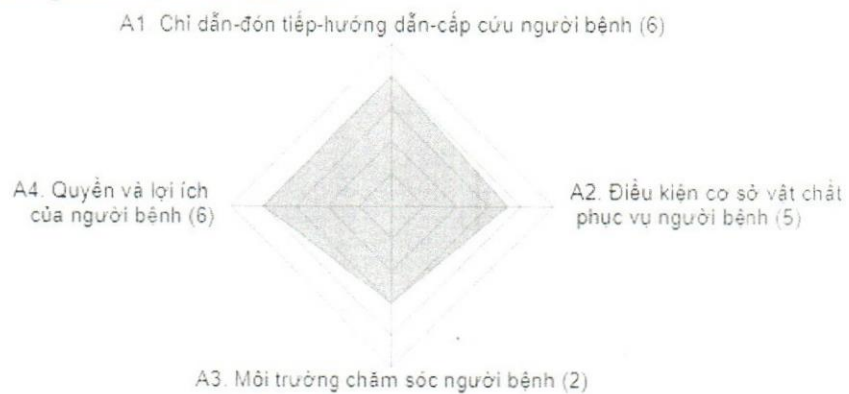 A1 Chỉ dẫn-đón tiếp-hướng dẫn-cấp cứu người bệnh (6)
A4. Quyền và lợi ích
của người bệnh (6)
A2. Điều kiện cơ sở vật chất
phục vụ người bệnh (5)
A3. Môi trường chăm sóc người bệnh (2)